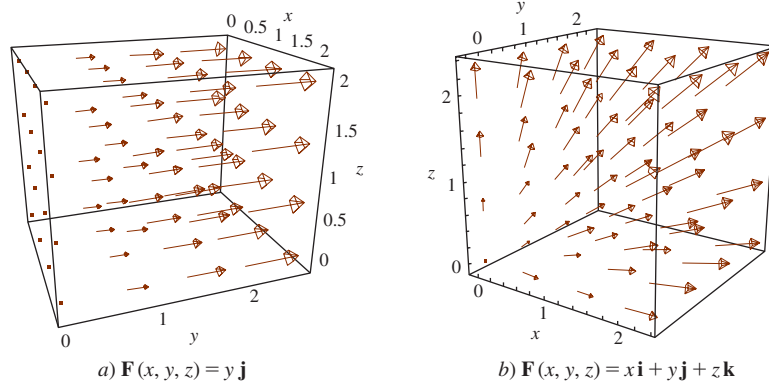 0 0.5 1 1.5 2
x
2
1.5
1
0.5
0
z
0 1 2
y
a) F(x, y, z) = y j
0 1 2
y
2
1
0
z
0 1 2
x
b) F(x, y, z) = x i + y j + z k